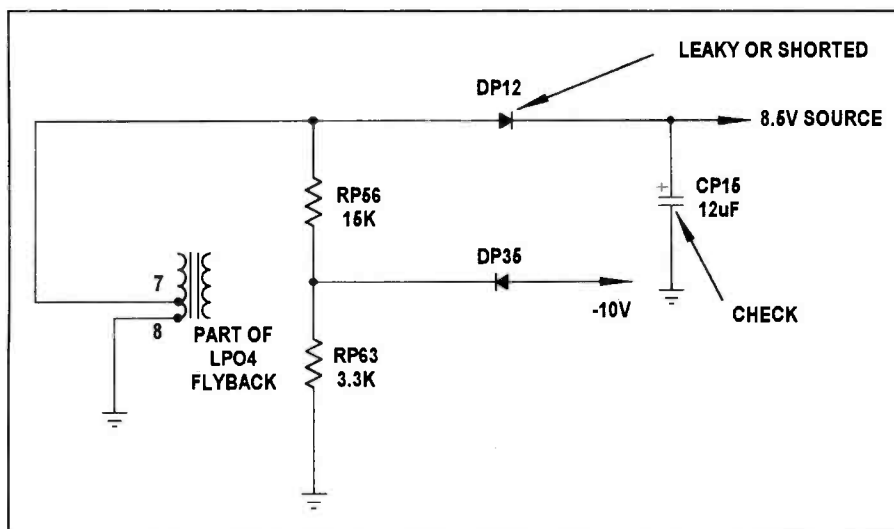 LEAKY OR SHORTED
DP12
8.5V SOURCE
RP56
15K
+
CP15
12uF
DP35
-10V
7
8
PART OF
LPO4
FLYBACK
CHECK
RP63
3.3K